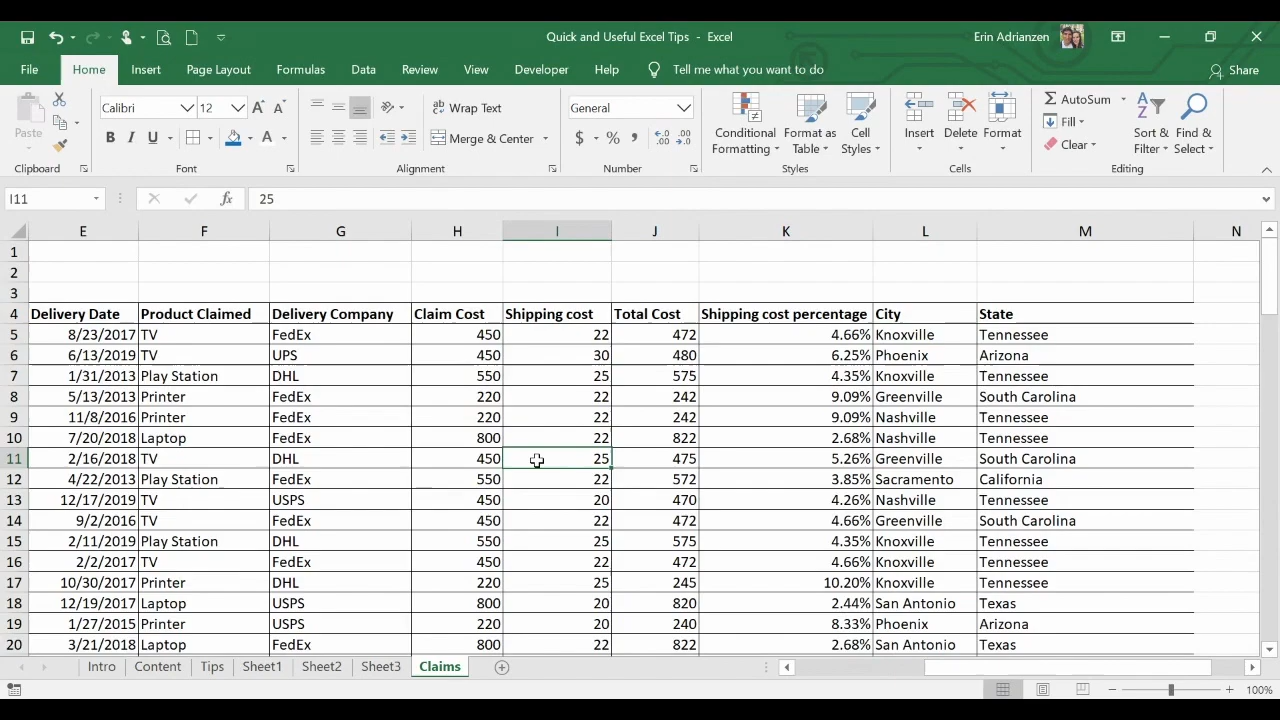 Quick and Useful Excel Tips - Excel
Erin Adrianzen
File Home Insert Page Layout Formulas Data Review View Developer Help Tell me what you want to do Share
Paste
Calibri 12
B I U A
Wrap Text
Merge & Center
General
$ % ,
Conditional Formatting
Format as Table
Cell Styles
Insert Delete Format
AutoSum
Fill
Clear
Sort & Filter
Find & Select
Clipboard Font Alignment Number Styles Cells Editing
I11 fx 25
E F G H I J K L M N
1
2
3
4 Delivery Date Product Claimed Delivery Company Claim Cost Shipping cost Total Cost Shipping cost percentage City State
5 8/23/2017 TV FedEx 450 22 472 4.66% Knoxville Tennessee
6 6/13/2019 TV UPS 450 30 480 6.25% Phoenix Arizona
7 1/31/2013 Play Station DHL 550 25 575 4.35% Knoxville Tennessee
8 5/13/2013 Printer FedEx 220 22 242 9.09% Greenville South Carolina
9 11/8/2016 Printer FedEx 220 22 242 9.09% Nashville Tennessee
10 7/20/2018 Laptop FedEx 800 22 822 2.68% Nashville Tennessee
11 2/16/2018 TV DHL 450 25 475 5.26% Greenville South Carolina
12 4/22/2013 Play Station FedEx 550 22 572 3.85% Sacramento California
13 12/17/2019 TV USPS 450 20 470 4.26% Nashville Tennessee
14 9/2/2016 TV FedEx 450 22 472 4.66% Greenville South Carolina
15 2/11/2019 Play Station DHL 550 25 575 4.35% Knoxville Tennessee
16 2/2/2017 TV FedEx 450 22 472 4.66% Knoxville Tennessee
17 10/30/2017 Printer DHL 220 25 245 10.20% Knoxville Tennessee
18 12/19/2017 Laptop USPS 800 20 820 2.44% San Antonio Texas
19 1/27/2015 Printer USPS 220 20 240 8.33% Phoenix Arizona
20 3/21/2018 Laptop FedEx 800 22 822 2.68% San Antonio Texas
Intro Content Tips Sheet1 Sheet2 Sheet3 Claims
100%